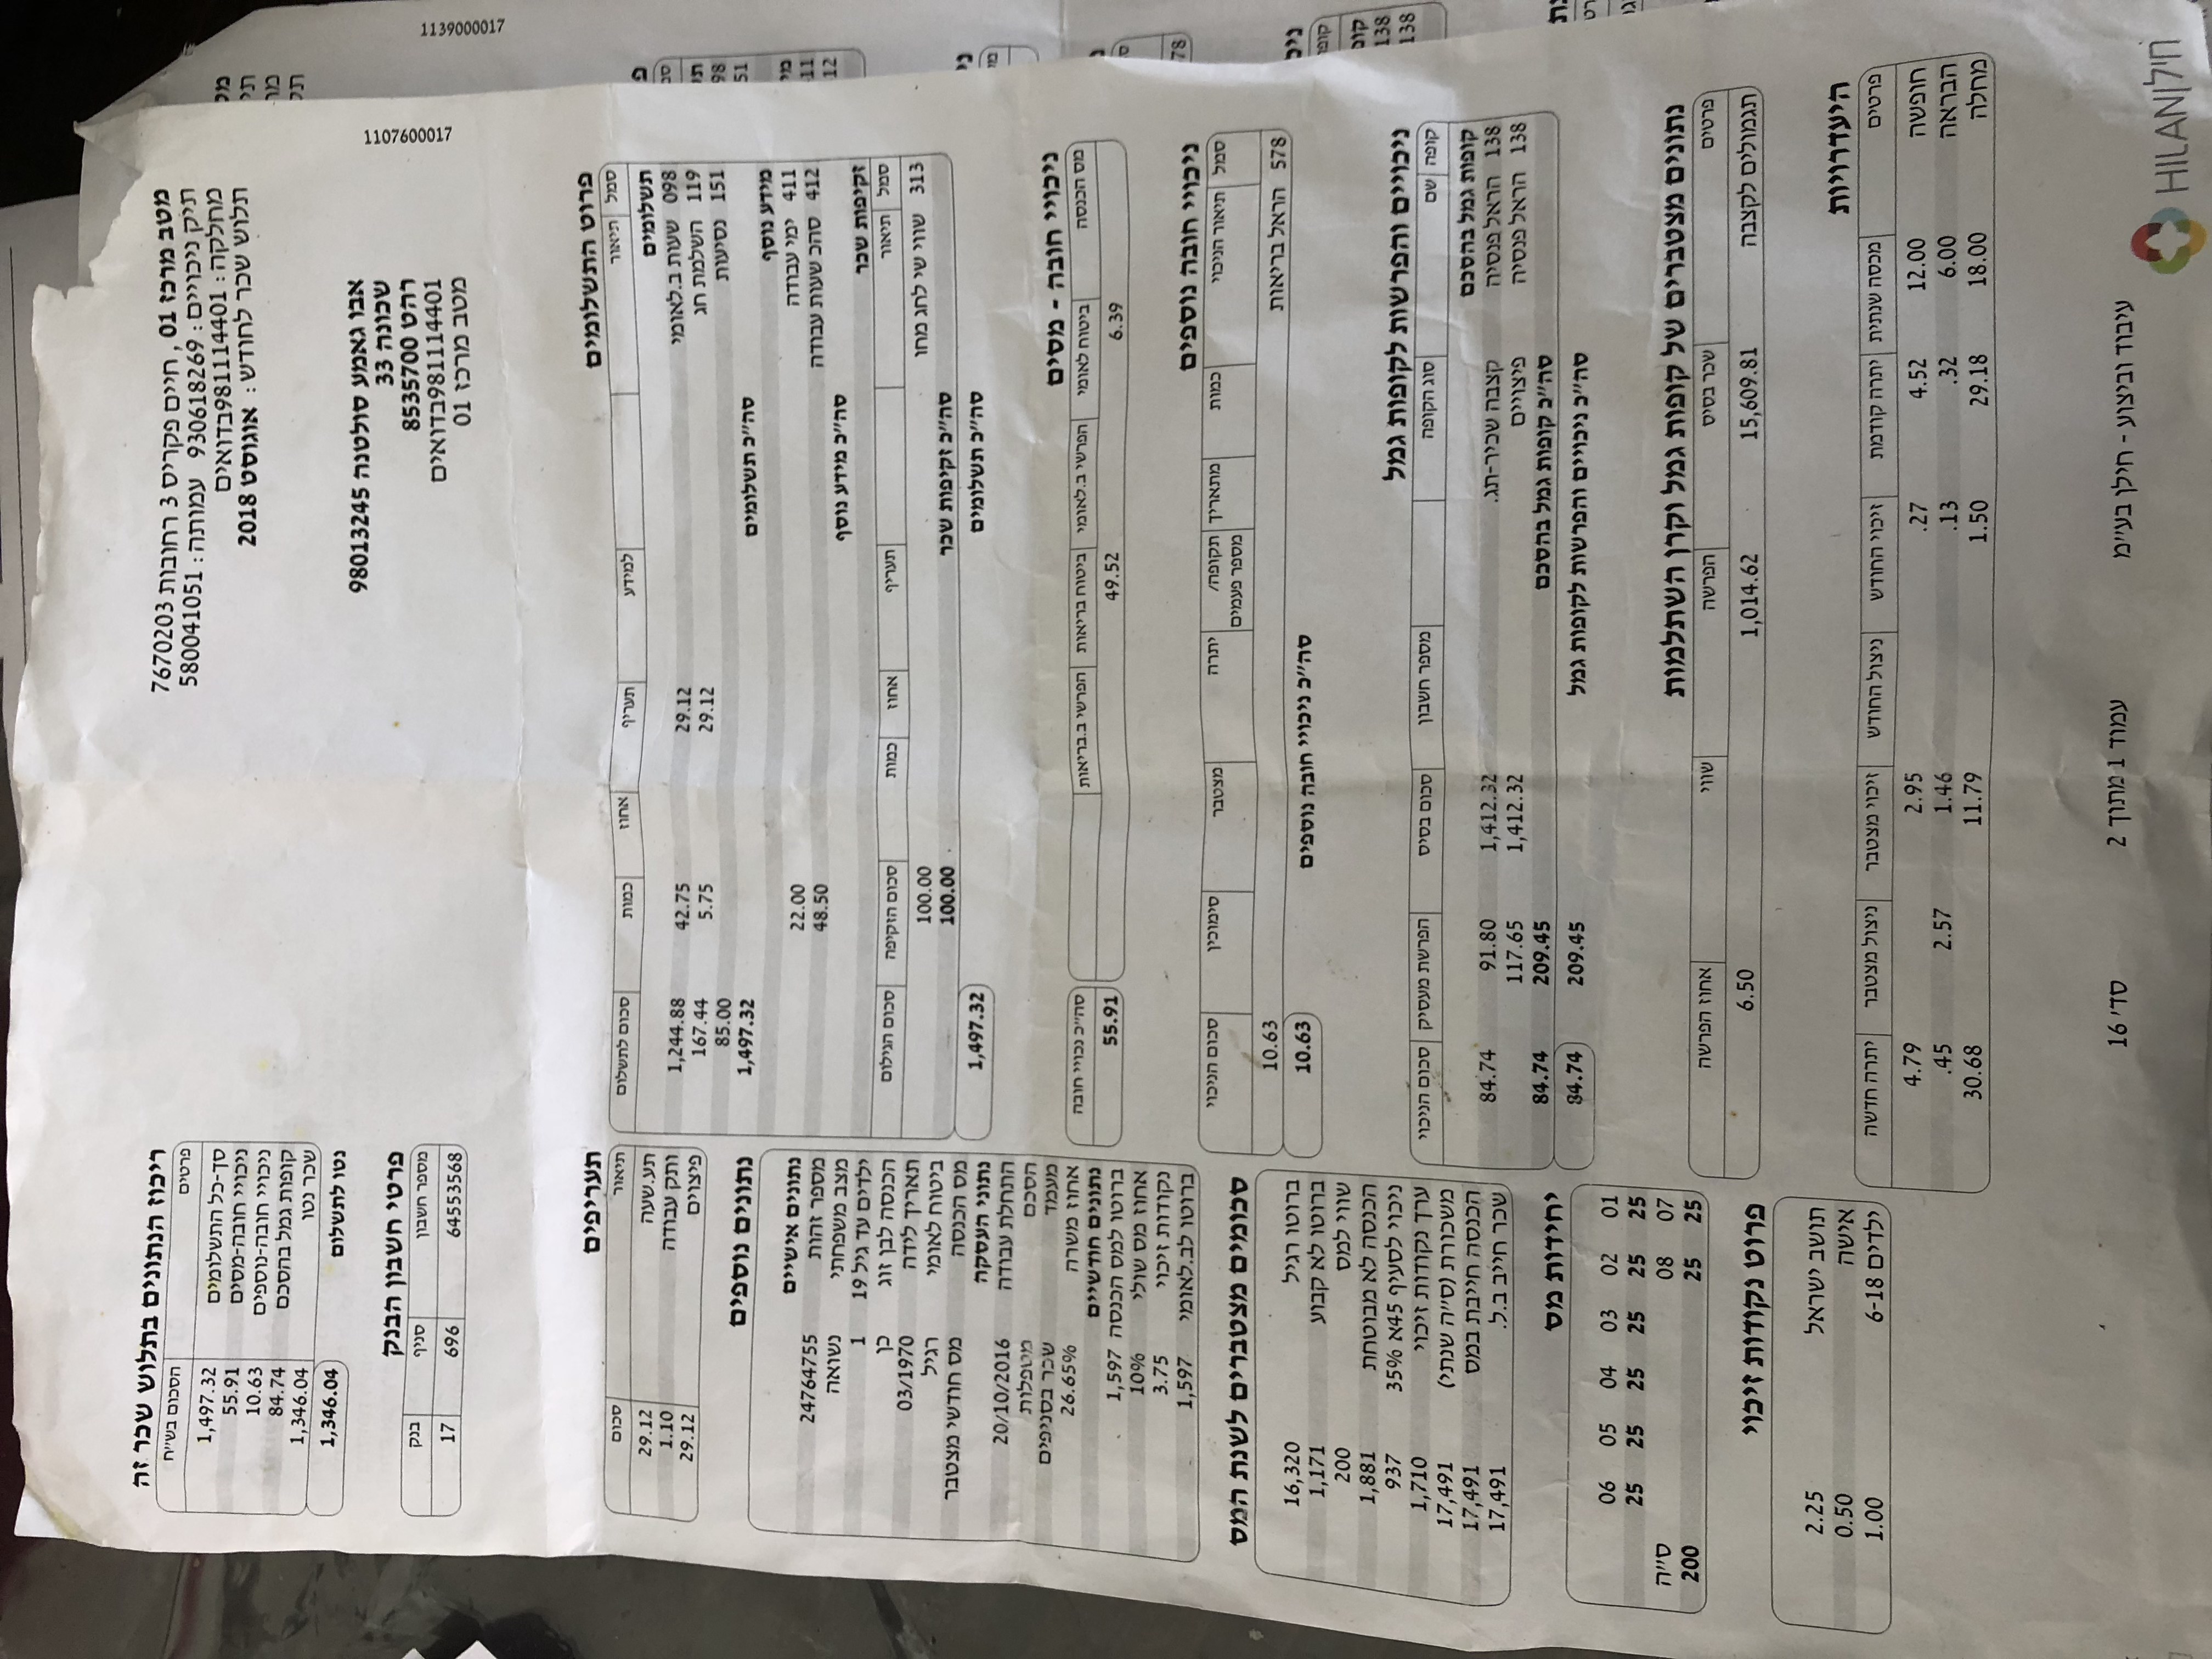 מטב מרכז 01 , חיים פקריס 3 רחובות 7670203
תיק ניכויים : 930618269 עמותה : 580041051
מחלקה : 981114401בדואים
תלוש שכר לחודש : אוגוסט 2018
ריכוז הנתונים בתלוש שכר זה
פרטים הסכום בש״ח
סך-כל התשלומים 1,497.32
ניכויי חובה-מסים 55.91
ניכויי חובה-נוספים 10.63
קופות גמל בהסכם 84.74
שכר נטו 1,346.04
נטו לתשלום 1,346.04
אבו גאמע סולטנה 98013245
שכונה 33
רהט 8535700
981114401בדואים
מטב מרכז 01
1107600017
1139000017
פרטי חשבון הבנק
מספר חשבון סניף בנק
64553568 696 17
פרוט התשלומים
סמל תיאור למידע תעריף אחוז כמות סכום לתשלום
תשלומים
098 שעות ב.לאומי 29.12 42.75 1,244.88
119 השלמת חג 29.12 5.75 167.44
151 נסיעות 85.00
סה״כ תשלומים 1,497.32
מידע נוסף
411 ימי עבודה 22.00
412 סהכ שעות עבודה 48.50
סה״כ מידע נוסף
זקיפות שכר
סמל תיאור תעריף אחוז כמות סכום הזקיפה סכום הגילום
313 שווי שי לחג מחו 100.00
סה״כ זקיפות שכר 100.00
סה״כ תשלומים 1,497.32
תעריפים
תיאור סכום
תע.שעה 29.12
ותק עבודה 1.10
פיצוים 29.12
נתונים נוספים
נתונים אישיים
מספר זהות 24764755
מצב משפחתי נשואה
ילדים עד גיל 19 1
הכנסה לבן זוג כן
תאריך לידה 03/1970
ביטוח לאומי רגיל
מס הכנסה מס חודשי מצטבר
נתוני העסקה
התחלת עבודה 20/10/2016
הסכם מטפלות
מעמד שכר בסניפים
אחוז משרה 26.65%
נתונים חודשיים
ברוטו למס הכנסה 1,597
אחוז מס שולי 10%
נקודות זיכוי 3.75
ברוטו לב.לאומי 1,597
ניכויי חובה - מסים
מס הכנסה ביטוח לאומי הפרשי ב.לאומי ביטוח בריאות הפרשי ב.בריאות סה״כ נכויי חובה
6.39 49.52 55.91
ניכויי חובה נוספים
סמל תיאור הניכוי כמות מתאריך תקופה/ יתרה מצטבר סימוכין סכום הניכוי
מספר פעמים
578 הראל בריאות 10.63
סה״כ ניכויי חובה נוספים 10.63
סכומים מצטברים לשנת המס
ברוטו רגיל 16,320
ברוטו לא קבוע 1,171
שווי למס 200
הכנסה לא מבוטחת 1,881
ניכוי לסעיף 45א 35% 937
ערך נקודות זיכוי 1,710
משכורת (ס״ה שנתי) 17,491
הכנסה חייבת במס 17,491
שכר חייב ב.ל. 17,491
ניכויים והפרשות לקופות גמל
קופה שם סוג הקופה מספר חשבון סכום בסיס הפרשת מעסיק סכום הניכוי
קופות גמל בהסכם
138 הראל פנסיה קצבה שכיר-תג. 1,412.32 91.80 84.74
138 הראל פנסיה פיצויים 1,412.32 117.65
סה״כ קופות גמל בהסכם 209.45 84.74
סה״כ ניכויים והפרשות לקופות גמל 209.45 84.74
יחידות מס
01 02 03 04 05 06
25 25 25 25 25 25
07 08 ס״ה
25 25 200
נתונים מצטברים של קופות גמל וקרן השתלמות
פרטים שכר בסיס הפרשה שווי אחוז הפרשה
תגמולים לקצבה 15,609.81 1,014.62 6.50
פרוט נקודות זיכוי
תושב ישראל 2.25
אישה 0.50
ילדים 6-18 1.00
היעדרויות
פרטים מכסה שנתית יתרה קודמת זיכוי החודש ניצול החודש זיכוי מצטבר ניצול מצטבר יתרה חדשה
חופשה 12.00 4.52 .27 2.95 4.79
הבראה 6.00 .32 .13 1.46 2.57 .45
מחלה 18.00 29.18 1.50 11.79 30.68
עיבוד וביצוע - חילן בע״מ עמוד 1 מתוך 2 סד׳ 16
חילן HILAN